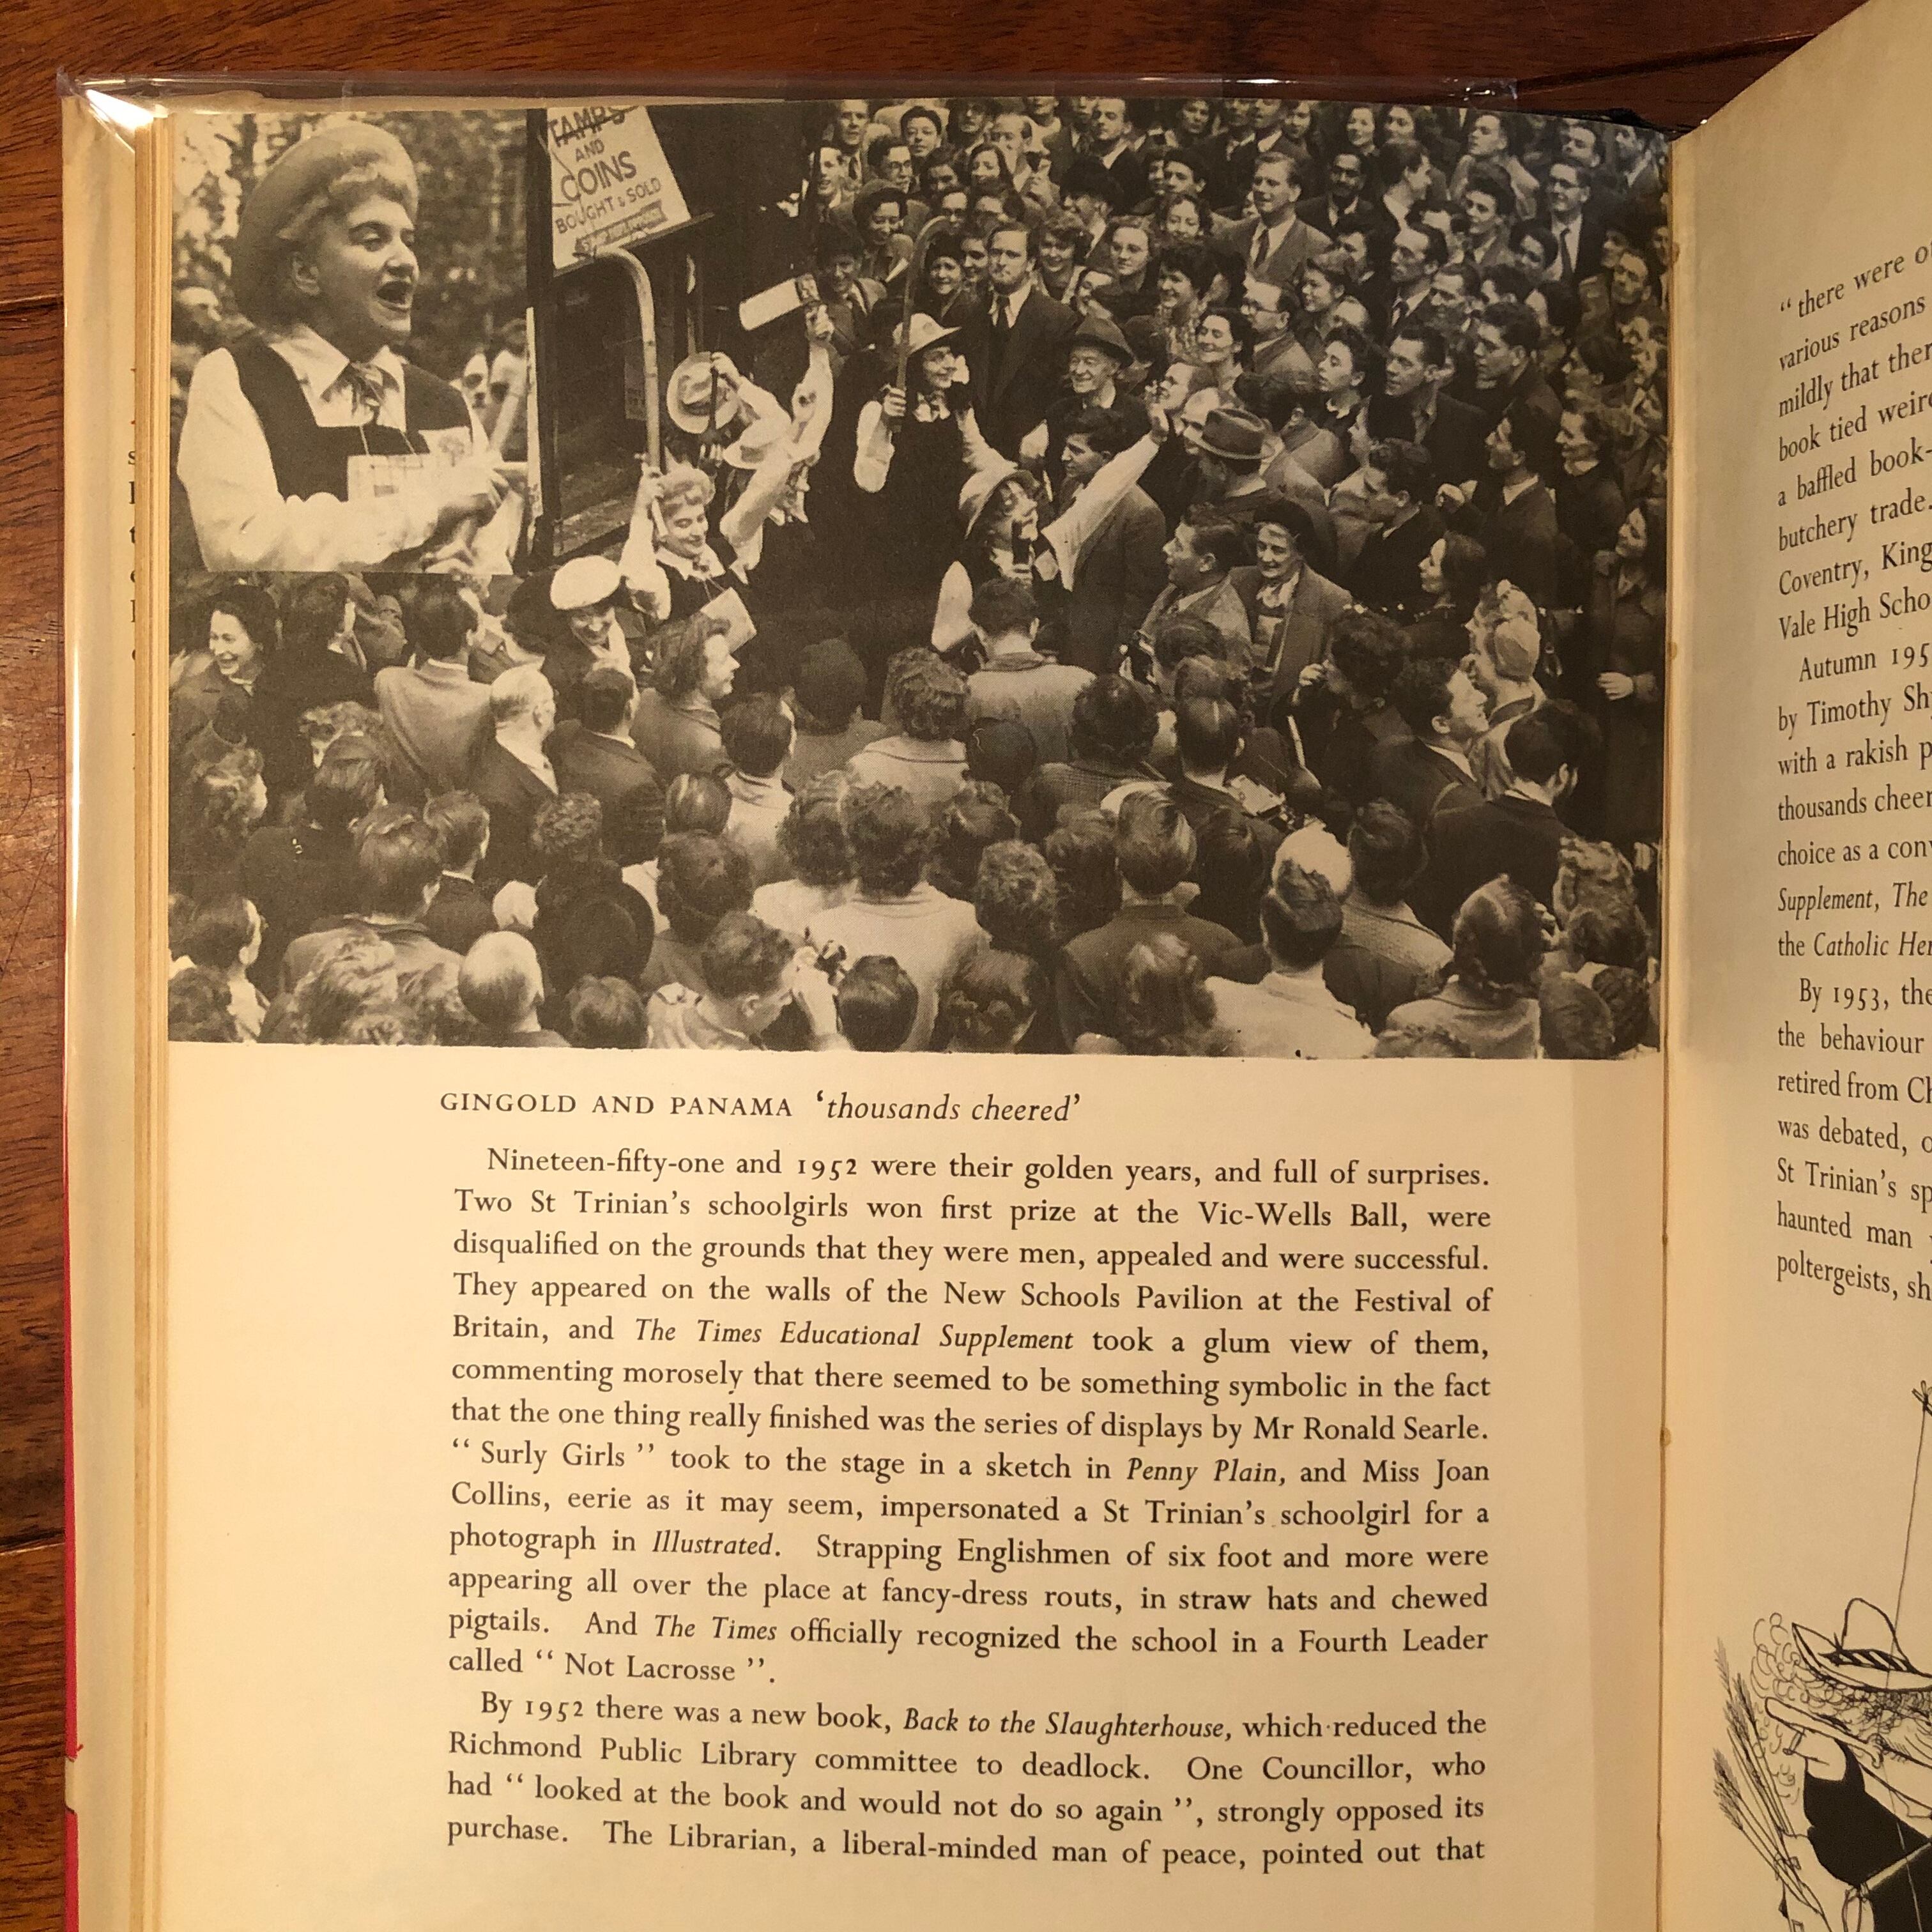 TAMPS
AND
COINS
BOUGHT & SOLD
GINGOLD AND PANAMA ‘thousands cheered’
Nineteen-fifty-one and 1952 were their golden years, and full of surprises.
Two St Trinian’s schoolgirls won first prize at the Vic-Wells Ball, were
disqualified on the grounds that they were men, appealed and were successful.
They appeared on the walls of the New Schools Pavilion at the Festival of
Britain, and The Times Educational Supplement took a glum view of them,
commenting morosely that there seemed to be something symbolic in the fact
that the one thing really finished was the series of displays by Mr Ronald Searle.
“ Surly Girls ” took to the stage in a sketch in Penny Plain, and Miss Joan
Collins, eerie as it may seem, impersonated a St Trinian’s schoolgirl for a
photograph in Illustrated. Strapping Englishmen of six foot and more were
appearing all over the place at fancy-dress routs, in straw hats and chewed
pigtails. And The Times officially recognized the school in a Fourth Leader
called “ Not Lacrosse ”.
By 1952 there was a new book, Back to the Slaughterhouse, which reduced the
Richmond Public Library committee to deadlock. One Councillor, who
had “ looked at the book and would not do so again ”, strongly opposed its
purchase. The Librarian, a liberal-minded man of peace, pointed out that
“ there were
various reasons
mildly that
book tied
a baffled book-
butchery trade.
Coventry,
Vale High
Autumn
by Timothy
with a rakish
thousands
choice as a
Supplement, The
the Catholic
By 1953,
the behaviour
retired from
was debated,
St Trinian’s
haunted man
poltergeists,